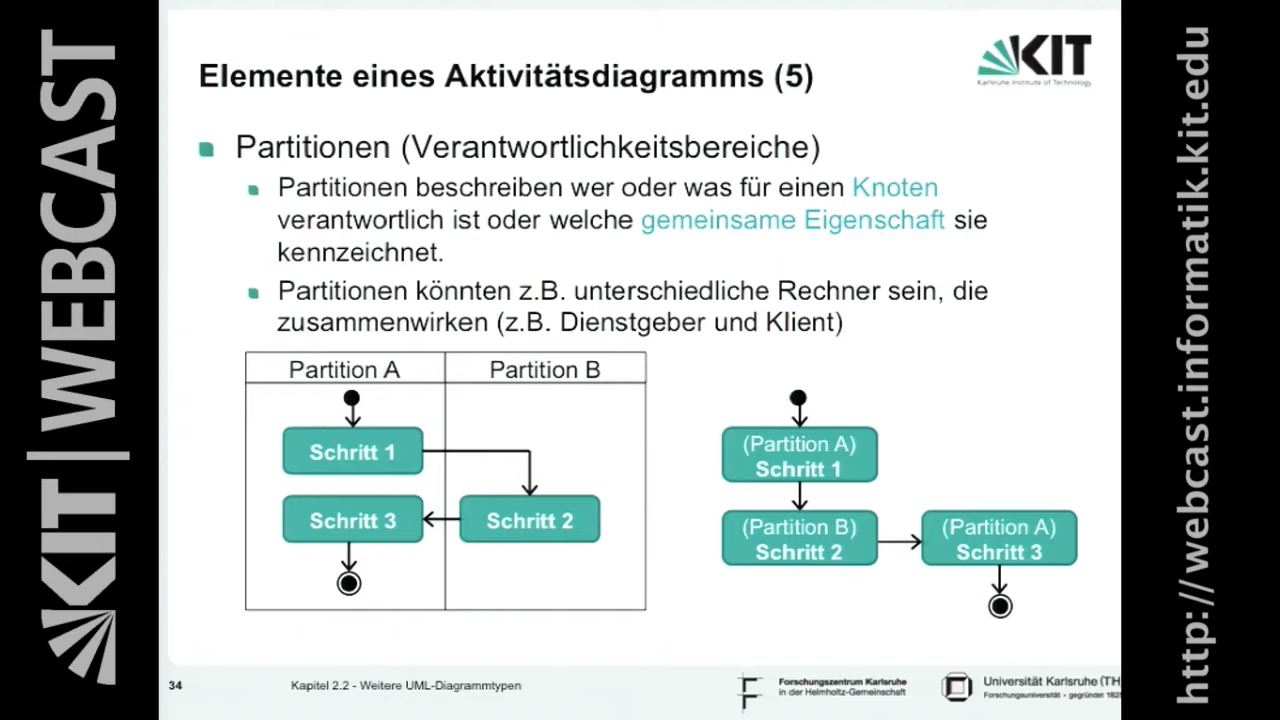 KIT | WEBCAST
KIT
Karlsruhe Institute of Technology
Elemente eines Aktivitätsdiagramms (5)
Partitionen (Verantwortlichkeitsbereiche)
Partitionen beschreiben wer oder was für einen Knoten
verantwortlich ist oder welche gemeinsame Eigenschaft sie
kennzeichnet.
Partitionen könnten z.B. unterschiedliche Rechner sein, die
zusammenwirken (z.B. Dienstgeber und Klient)
Partition A
Partition B
Schritt 1
Schritt 3
Schritt 2
(Partition A)
Schritt 1
(Partition B)
Schritt 2
(Partition A)
Schritt 3
34
Kapitel 2.2 - Weitere UML-Diagrammtypen
Forschungszentrum Karlsruhe
in der Helmholtz-Gemeinschaft
Universität Karlsruhe (TH
Forschungsuniversität • gegründet 182
http://webcast.informatik.kit.edu